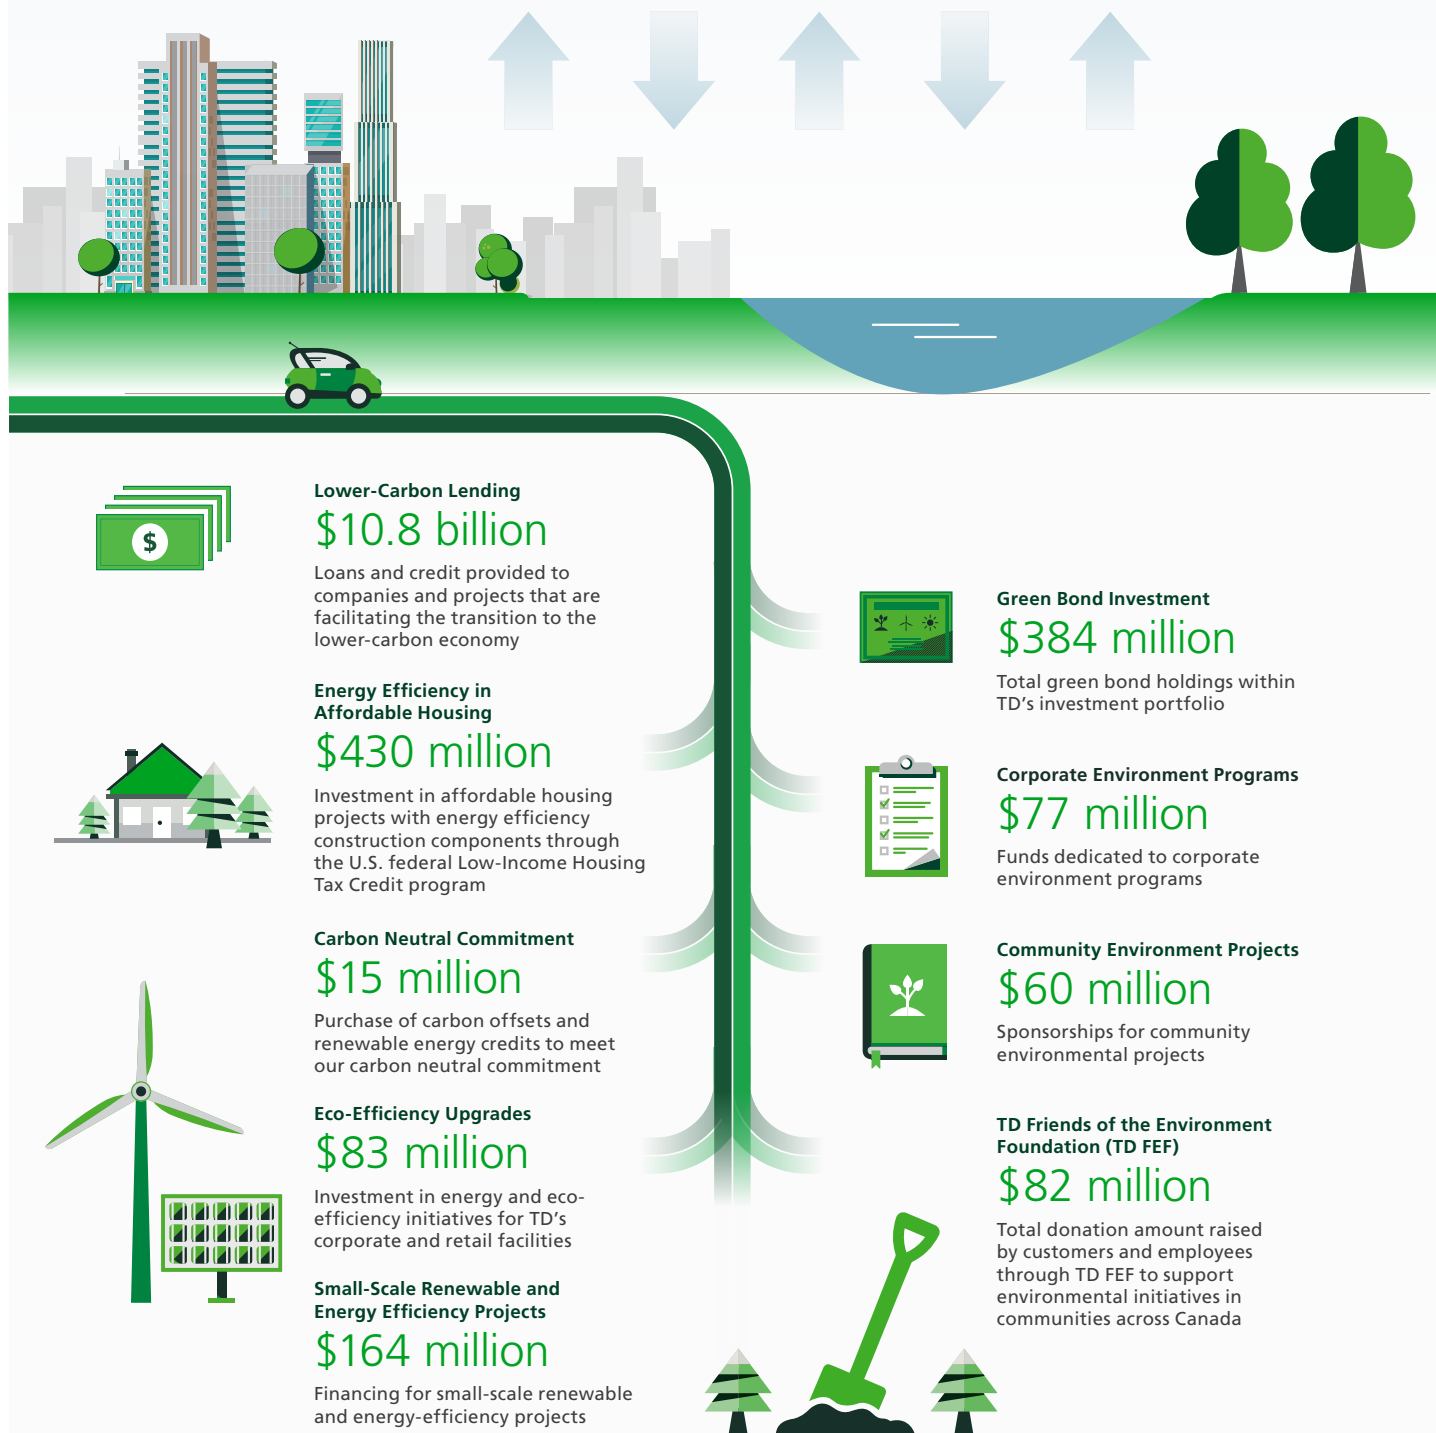 $
Lower-Carbon Lending
$10.8 billion
Loans and credit provided to
companies and projects that are
facilitating the transition to the
lower-carbon economy
Energy Efficiency in
Affordable Housing
$430 million
Investment in affordable housing
projects with energy efficiency
construction components through
the U.S. federal Low-Income Housing
Tax Credit program
Carbon Neutral Commitment
$15 million
Purchase of carbon offsets and
renewable energy credits to meet
our carbon neutral commitment
Eco-Efficiency Upgrades
$83 million
Investment in energy and eco-
efficiency initiatives for TD’s
corporate and retail facilities
Small-Scale Renewable and
Energy Efficiency Projects
$164 million
Financing for small-scale renewable
and energy-efficiency projects
Green Bond Investment
$384 million
Total green bond holdings within
TD’s investment portfolio
Corporate Environment Programs
$77 million
Funds dedicated to corporate
environment programs
Community Environment Projects
$60 million
Sponsorships for community
environmental projects
TD Friends of the Environment
Foundation (TD FEF)
$82 million
Total donation amount raised
by customers and employees
through TD FEF to support
environmental initiatives in
communities across Canada